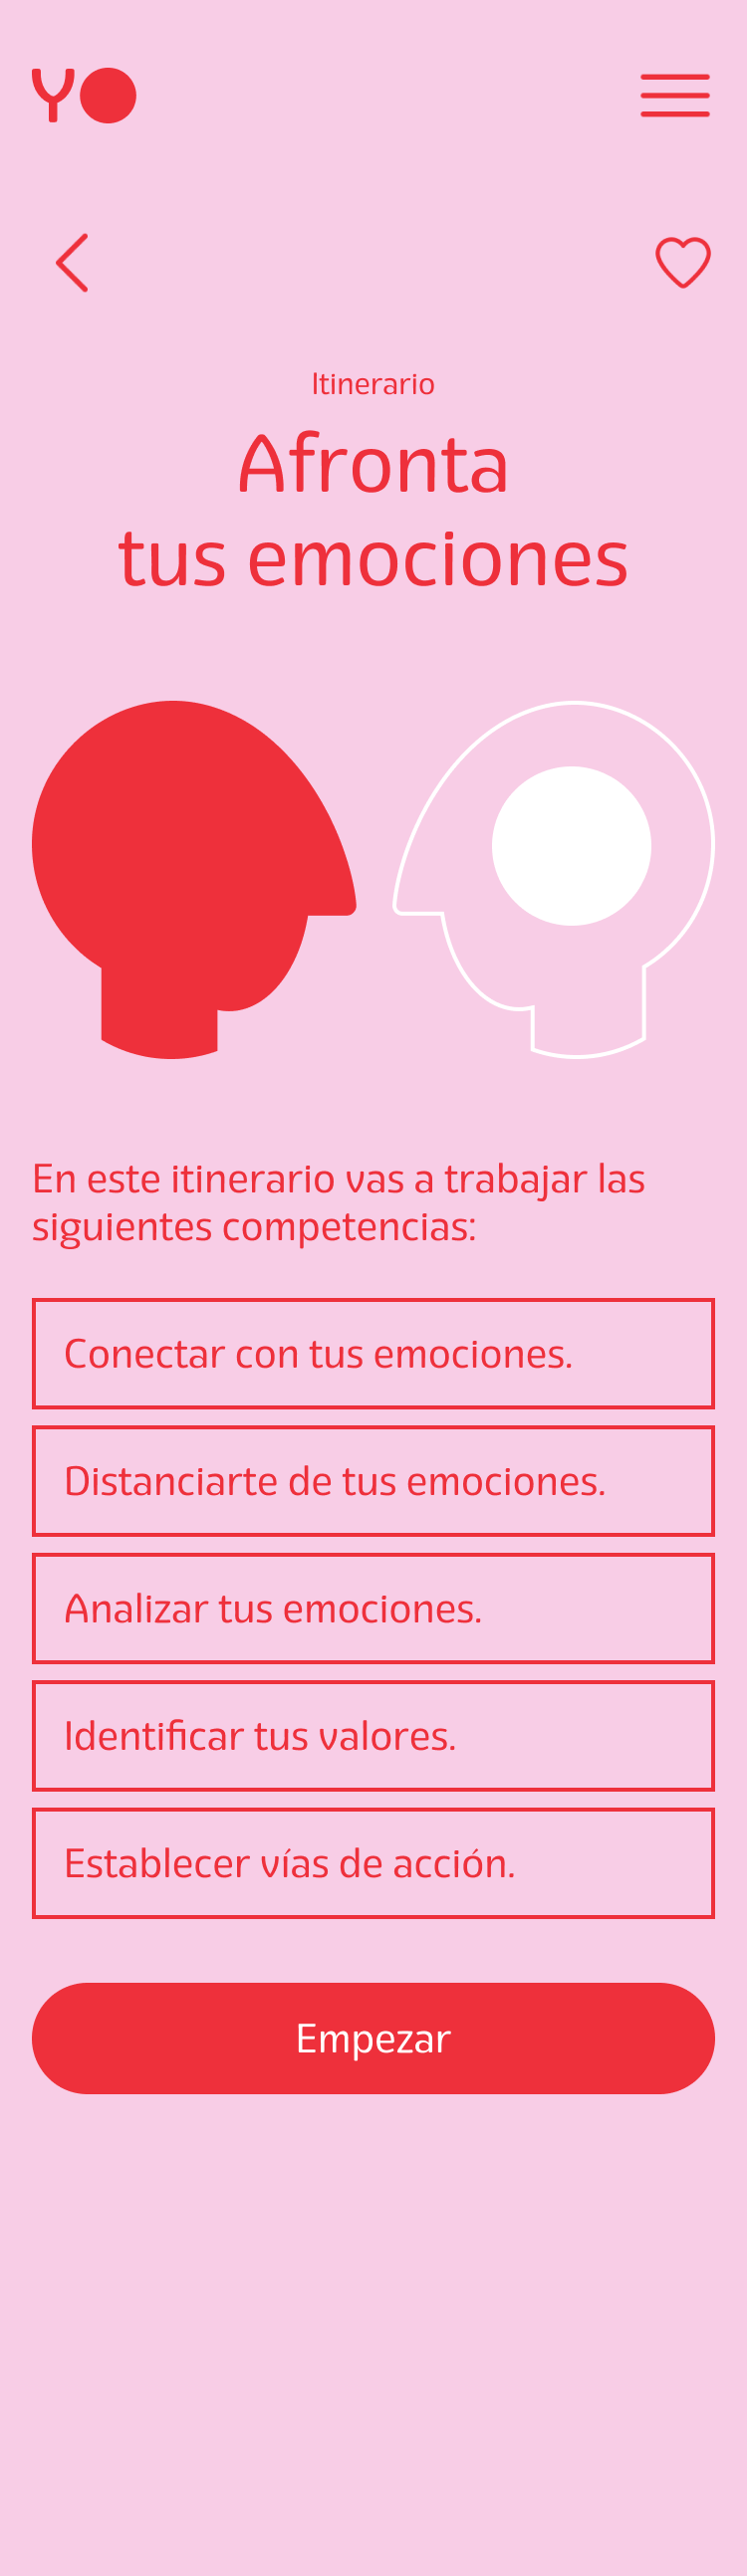 YO
Itinerario
Afronta
tus emociones
En este itinerario vas a trabajar las
siguientes competencias:
Conectar con tus emociones.
Distanciarte de tus emociones.
Analizar tus emociones.
Identificar tus valores.
Establecer vías de acción.
Empezar